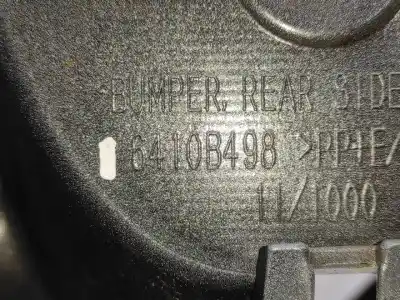 BUMPER, REAR SIDE
6410B498 >PP+E/
11/1000